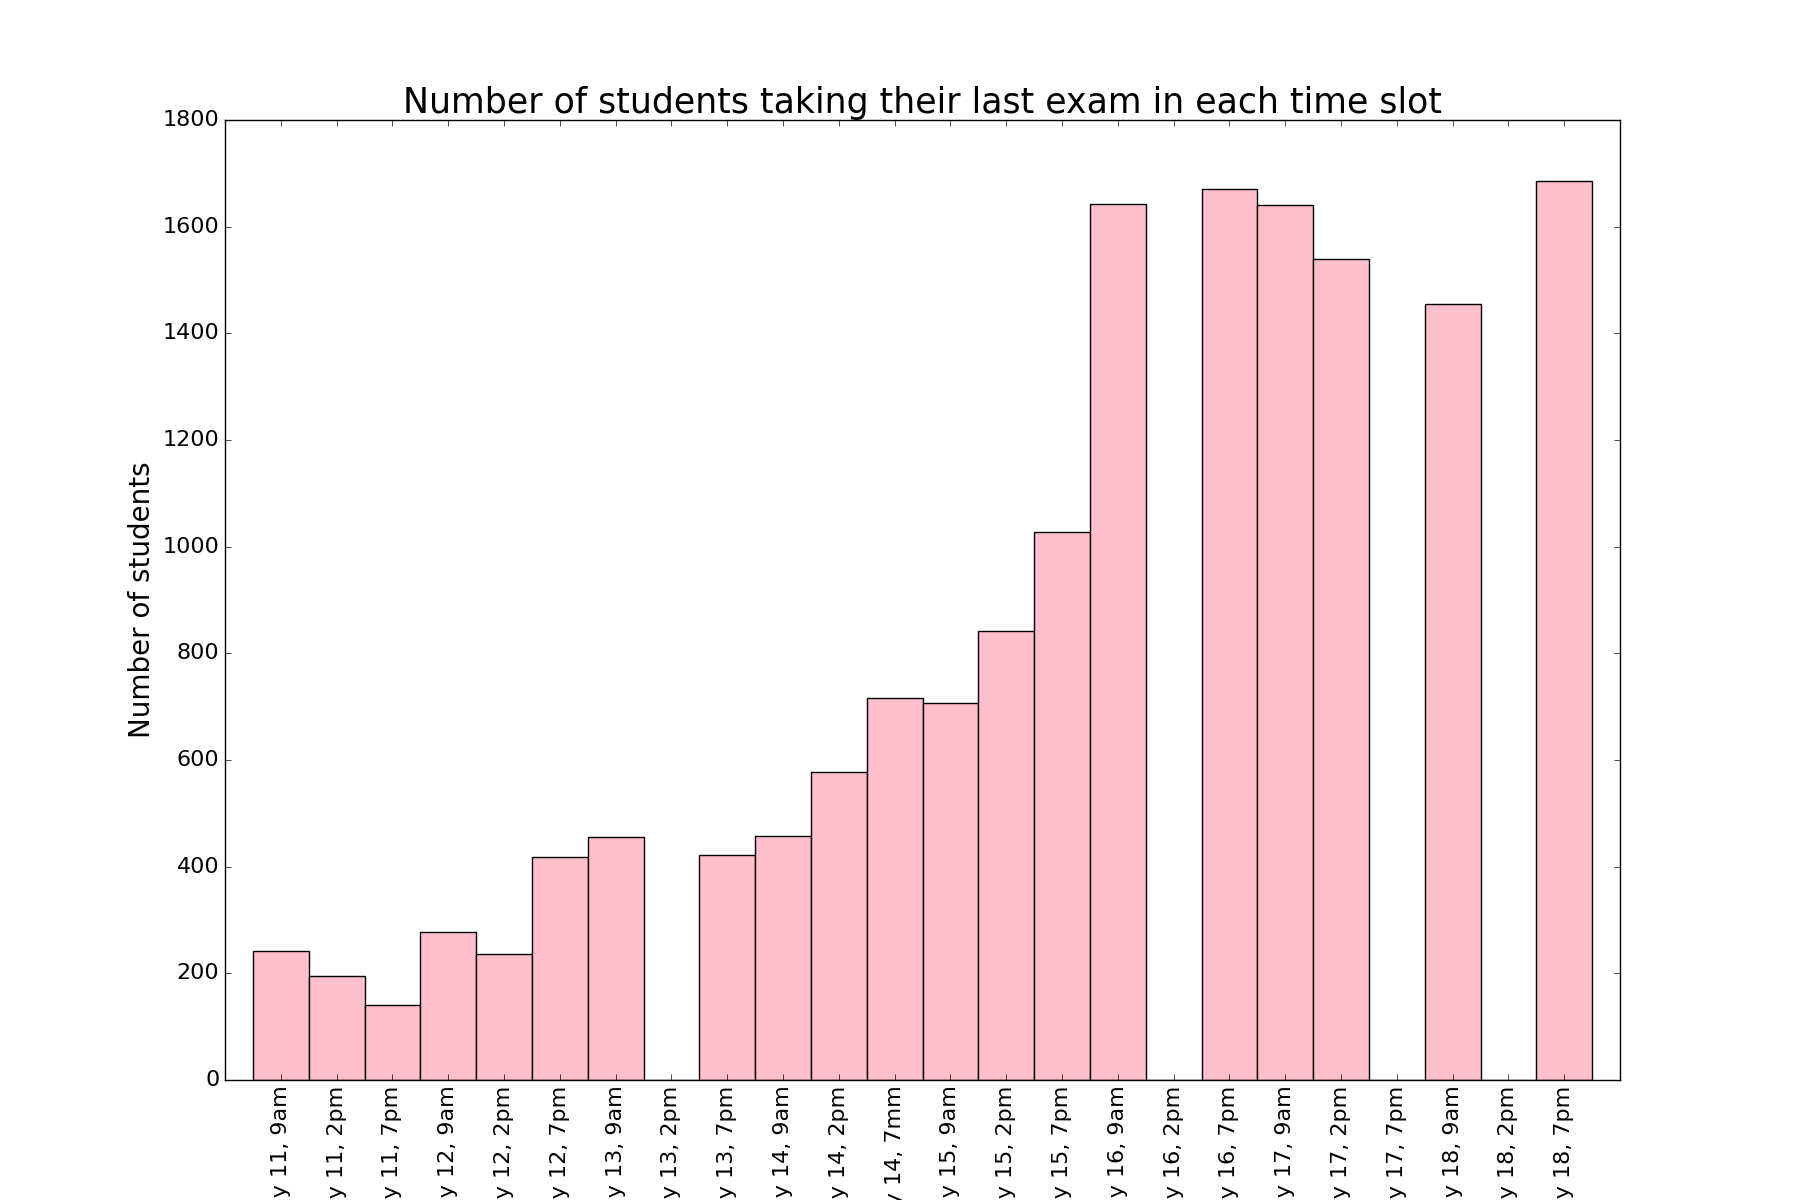 Number of students taking their last exam in each time slot
Number of students
1800
1600
1400
1200
1000
800
600
400
200
0
y 11, 9am
y 11, 2pm
y 11, 7pm
y 12, 9am
y 12, 2pm
y 12, 7pm
y 13, 9am
y 13, 2pm
y 13, 7pm
y 14, 9am
y 14, 2pm
y 14, 7mm
y 15, 9am
y 15, 2pm
y 15, 7pm
y 16, 9am
y 16, 2pm
y 16, 7pm
y 17, 9am
y 17, 2pm
y 17, 7pm
y 18, 9am
y 18, 2pm
y 18, 7pm